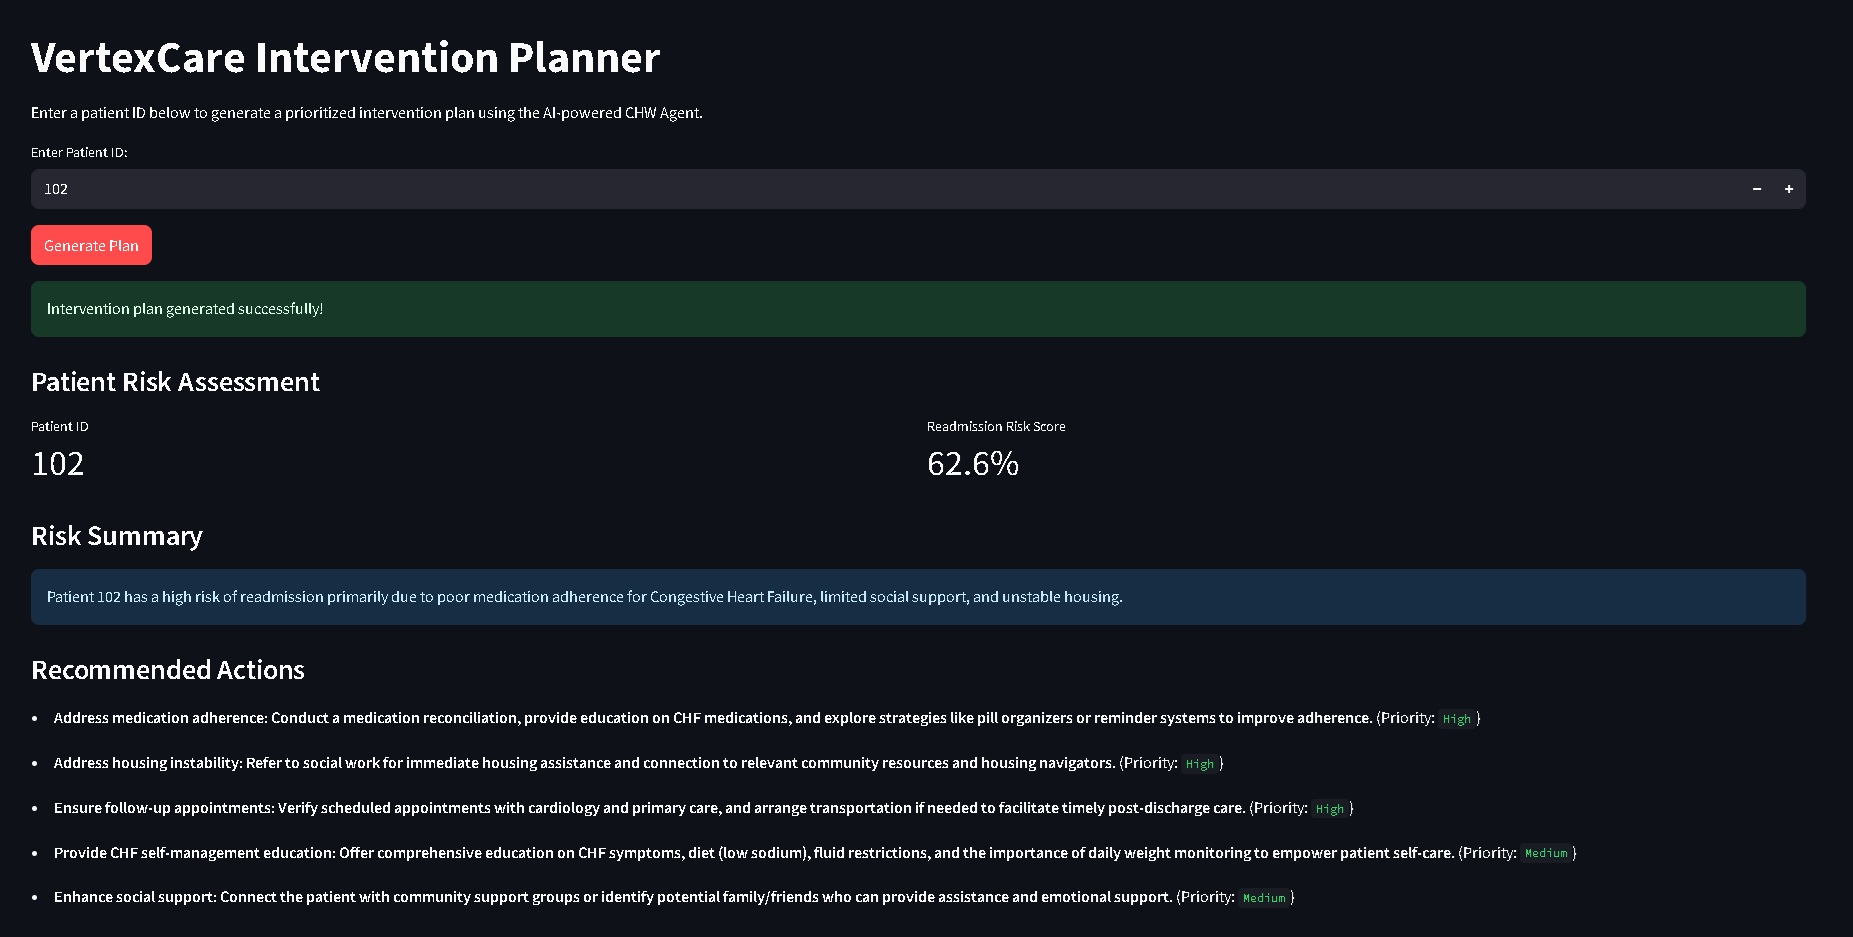 VertexCare Intervention Planner
Enter a patient ID below to generate a prioritized intervention plan using the AI-powered CHW Agent.
Enter Patient ID:
102
− +
Generate Plan
Intervention plan generated successfully!
Patient Risk Assessment
Patient ID
102
Readmission Risk Score
62.6%
Risk Summary
Patient 102 has a high risk of readmission primarily due to poor medication adherence for Congestive Heart Failure, limited social support, and unstable housing.
Recommended Actions
• Address medication adherence: Conduct a medication reconciliation, provide education on CHF medications, and explore strategies like pill organizers or reminder systems to improve adherence. (Priority: High )
• Address housing instability: Refer to social work for immediate housing assistance and connection to relevant community resources and housing navigators. (Priority: High )
• Ensure follow-up appointments: Verify scheduled appointments with cardiology and primary care, and arrange transportation if needed to facilitate timely post-discharge care. (Priority: High )
• Provide CHF self-management education: Offer comprehensive education on CHF symptoms, diet (low sodium), fluid restrictions, and the importance of daily weight monitoring to empower patient self-care. (Priority: Medium )
• Enhance social support: Connect the patient with community support groups or identify potential family/friends who can provide assistance and emotional support. (Priority: Medium )